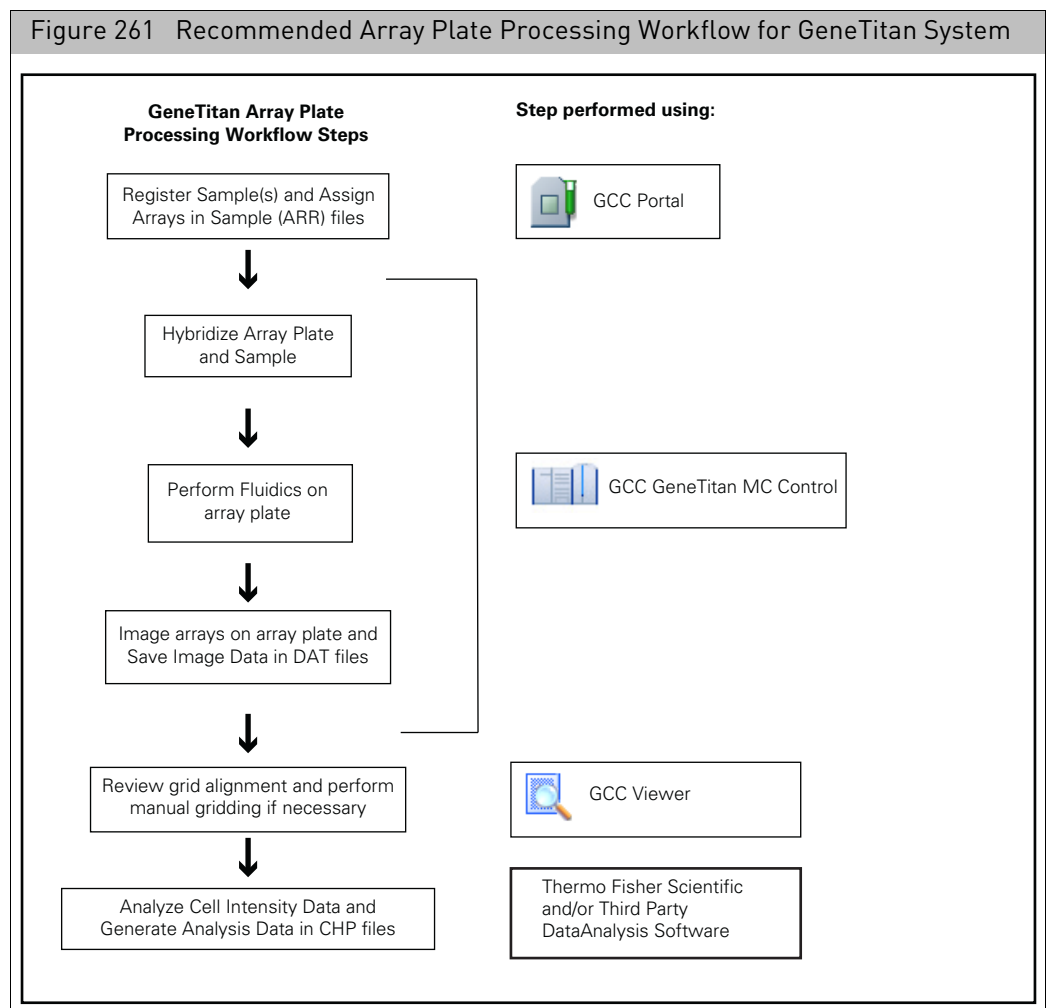 Figure 261 Recommended Array Plate Processing Workflow for GeneTitan System
GeneTitan Array Plate
Processing Workflow Steps
Step performed using:
Register Sample(s) and Assign
Arrays in Sample (ARR) files
GCC Portal
Hybridize Array Plate
and Sample
Perform Fluidics on
array plate
GCC GeneTitan MC Control
Image arrays on array plate and
Save Image Data in DAT files
Review grid alignment and perform
manual gridding if necessary
GCC Viewer
Analyze Cell Intensity Data and
Generate Analysis Data in CHP files
Thermo Fisher Scientific
and/or Third Party
DataAnalysis Software